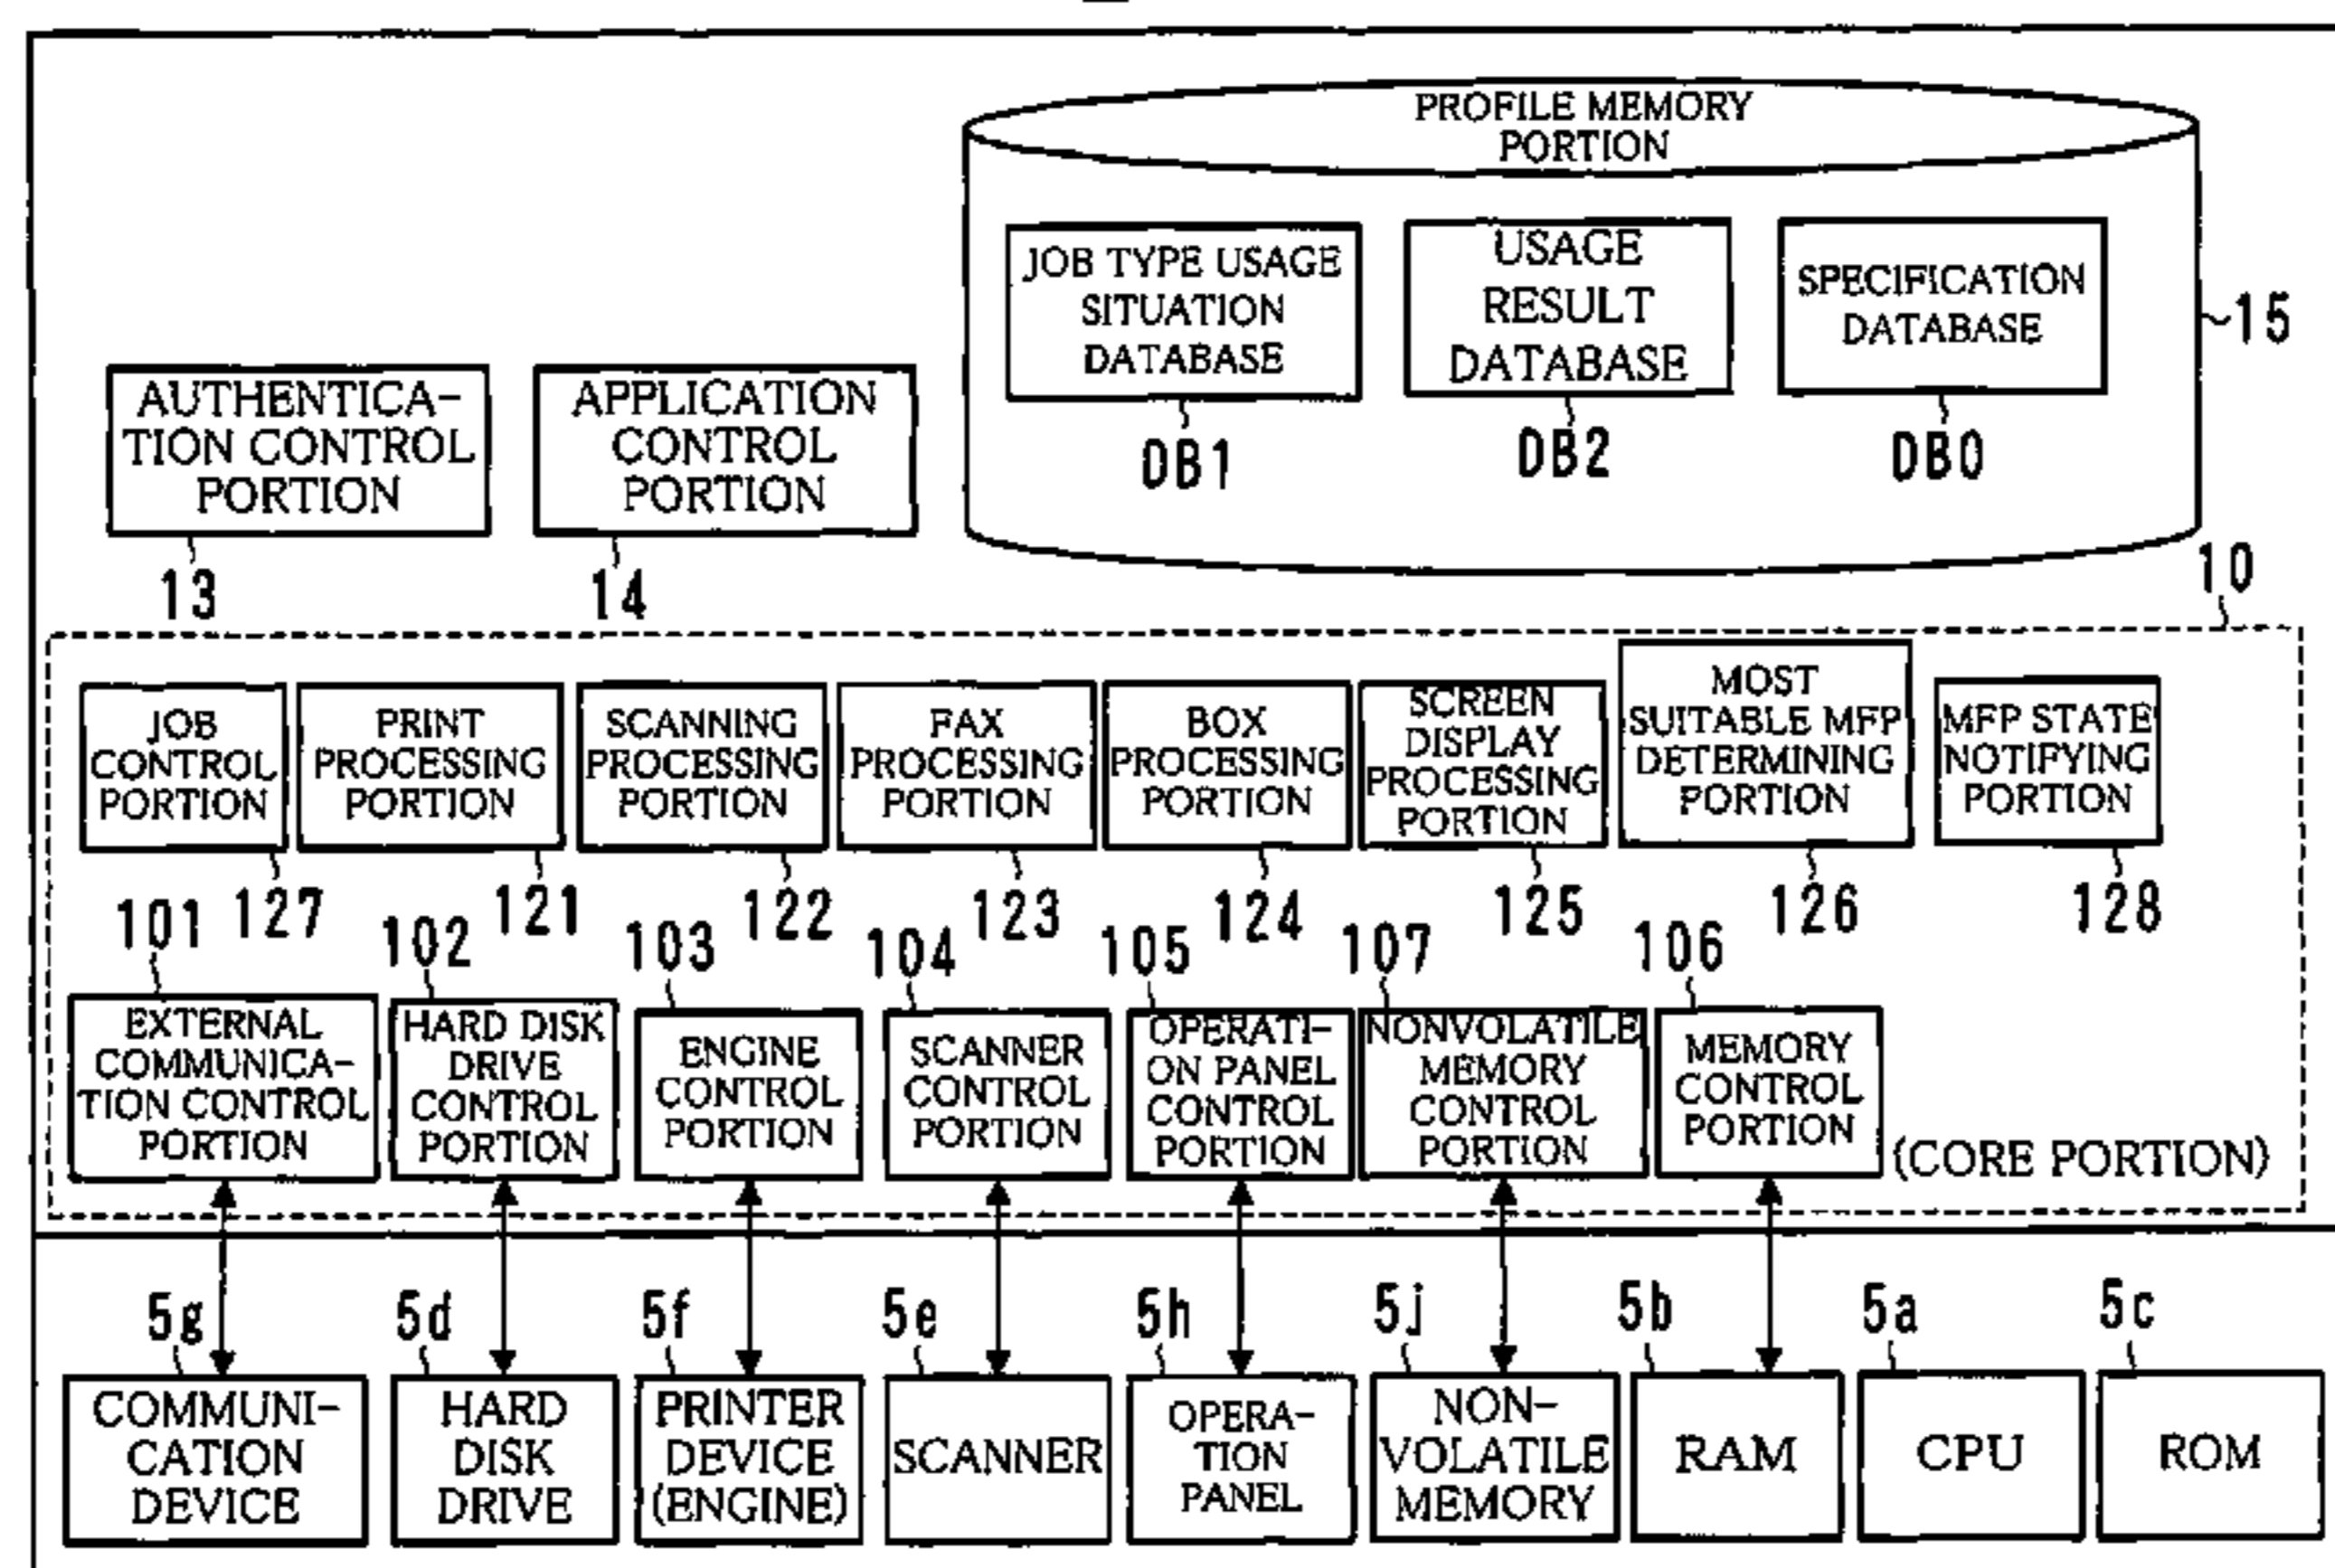 PROFILE MEMORY
PORTION
JOB TYPE USAGE
SITUATION
DATABASE
DB1
USAGE
RESULT
DATABASE
DB2
SPECIFICATION
DATABASE
DB0
15
AUTHENTICA-
TION CONTROL
PORTION
13
APPLICATION
CONTROL
PORTION
14
10
JOB
CONTROL
PORTION
127
PRINT
PROCESSING
PORTION
121
SCANNING
PROCESSING
PORTION
122
FAX
PROCESSING
PORTION
123
BOX
PROCESSING
PORTION
124
SCREEN
DISPLAY
PROCESSING
PORTION
125
MOST
SUITABLE MFP
DETERMINING
PORTION
126
MFP STATE
NOTIFYING
PORTION
128
101
EXTERNAL
COMMUNICA-
TION CONTROL
PORTION
102
HARD DISK
DRIVE
CONTROL
PORTION
103
ENGINE
CONTROL
PORTION
104
SCANNER
CONTROL
PORTION
105
OPERATI-
ON PANEL
CONTROL
PORTION
107
NONVOLATILE
MEMORY
CONTROL
PORTION
106
MEMORY
CONTROL
PORTION
(CORE PORTION)
5g
COMMUNI-
CATION
DEVICE
5d
HARD
DISK
DRIVE
5f
PRINTER
DEVICE
(ENGINE)
5e
SCANNER
5h
OPERA-
TION
PANEL
5j
NON-
VOLATILE
MEMORY
5b
RAM
5a
CPU
5c
ROM